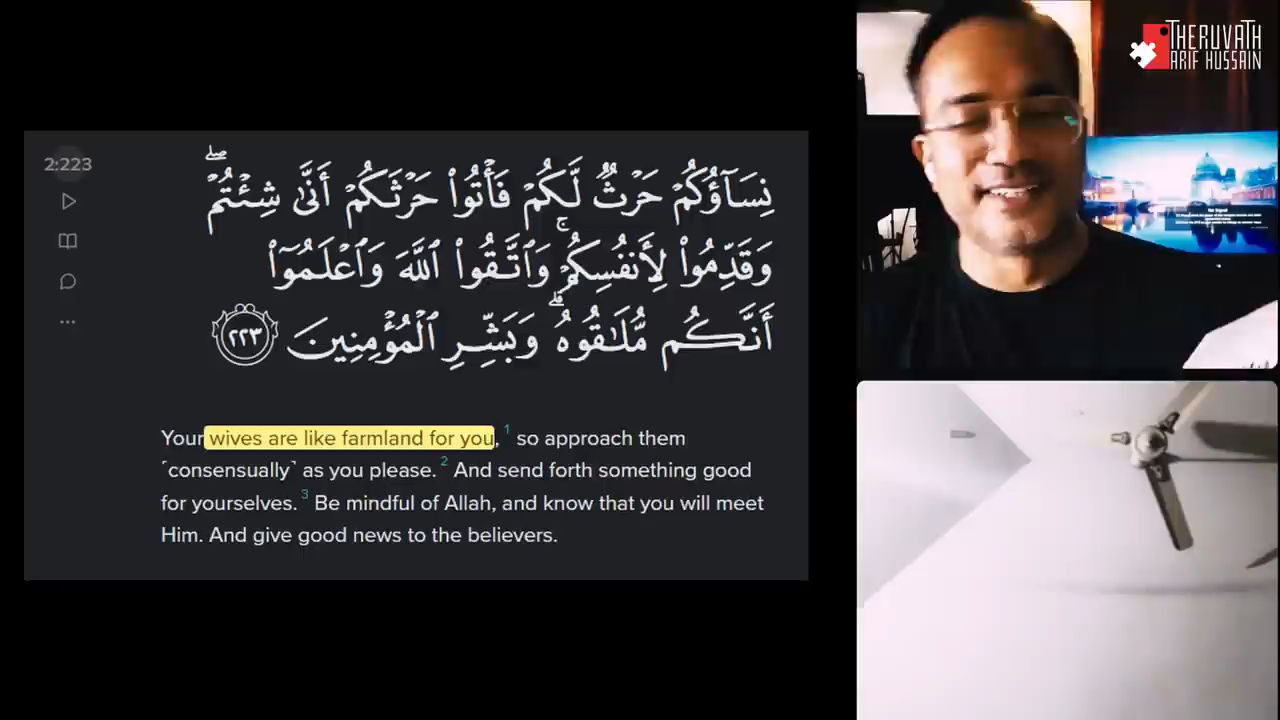 2:223
نِسَآؤُكُمْ حَرْثٌ لَّكُمْ فَأْتُوا۟ حَرْثَكُمْ أَنَّىٰ شِئْتُمْ ۖ
وَقَدِّمُوا۟ لِأَنفُسِكُمْ ۚ وَٱتَّقُوا۟ ٱللَّهَ وَٱعْلَمُوٓا۟
أَنَّكُم مُّلَـٰقُوهُ ۗ وَبَشِّرِ ٱلْمُؤْمِنِينَ ٢٢٣
Your wives are like farmland for you, 1 so approach them
˹consensually˺ as you please. 2 And send forth something good
for yourselves. 3 Be mindful of Allah, and know that you will meet
Him. And give good news to the believers.
THERUVATH
ARIF HUSSAIN